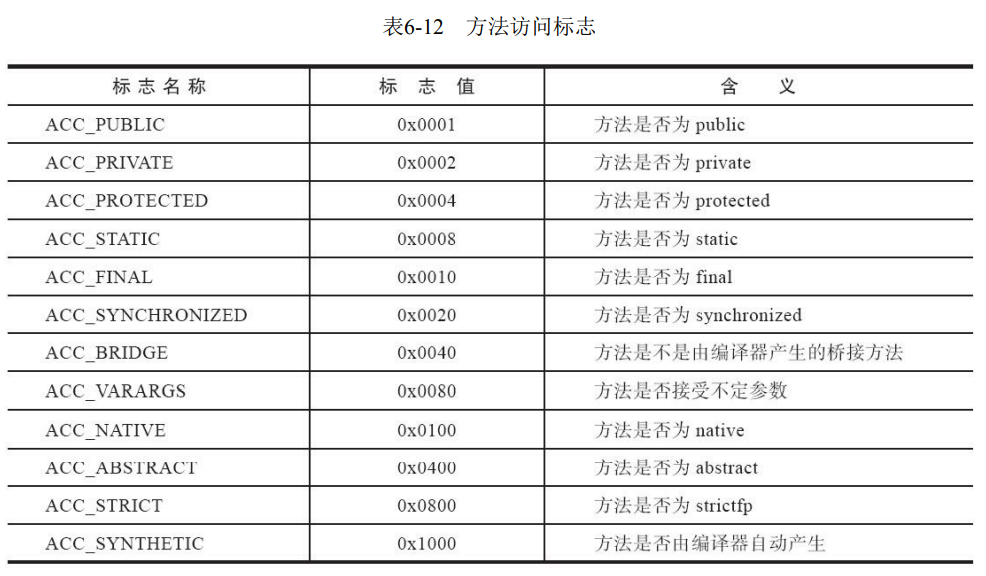 表6-12 方法访问标志
标志名称 标志值 含义
ACC_PUBLIC 0x0001 方法是否为 public
ACC_PRIVATE 0x0002 方法是否为 private
ACC_PROTECTED 0x0004 方法是否为 protected
ACC_STATIC 0x0008 方法是否为 static
ACC_FINAL 0x0010 方法是否为 final
ACC_SYNCHRONIZED 0x0020 方法是否为 synchronized
ACC_BRIDGE 0x0040 方法是不是由编译器产生的桥接方法
ACC_VARARGS 0x0080 方法是否接受不定参数
ACC_NATIVE 0x0100 方法是否为 native
ACC_ABSTRACT 0x0400 方法是否为 abstract
ACC_STRICT 0x0800 方法是否为 strictfp
ACC_SYNTHETIC 0x1000 方法是否由编译器自动产生